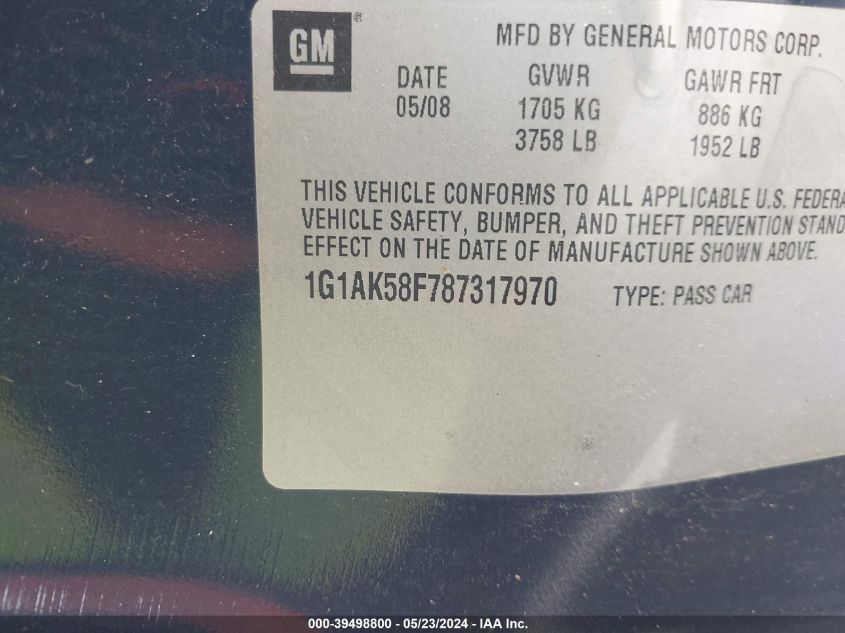 GM®
MFD BY GENERAL MOTORS CORP.
DATE GVWR GAWR FRT
05/08 1705 KG 886 KG
3758 LB 1952 LB
THIS VEHICLE CONFORMS TO ALL APPLICABLE U.S. FEDERA
VEHICLE SAFETY, BUMPER, AND THEFT PREVENTION STAND
EFFECT ON THE DATE OF MANUFACTURE SHOWN ABOVE.
1G1AK58F787317970 TYPE: PASS CAR
000-39498800 - 05/23/2024 - IAA Inc.